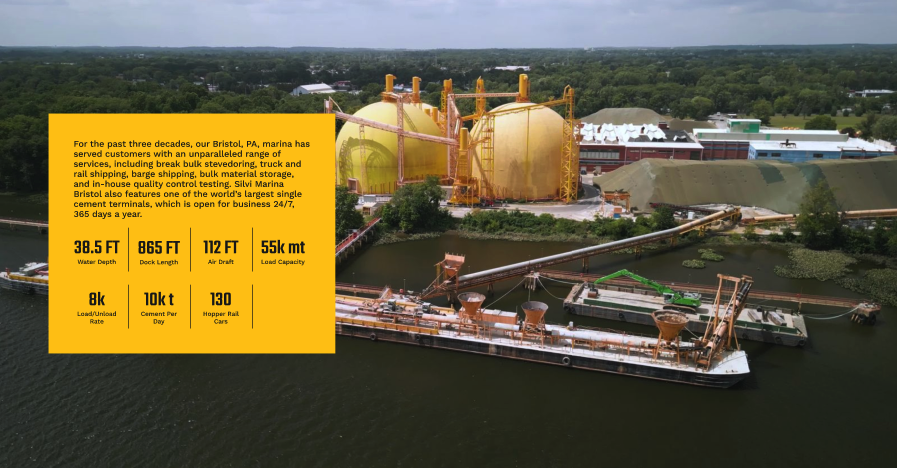 For the past three decades, our Bristol, PA, marina has
served customers with an unparalleled range of
services, including break bulk stevedoring, truck and
rail shipping, barge shipping, bulk material storage,
and in-house quality control testing. Silvi Marina
Bristol also features one of the world's largest single
cement terminals, which is open for business 24/7,
365 days a year.
38.5 FT
Water Depth
865 FT
Dock Length
112 FT
Air Draft
55k mt
Load Capacity
8k
Load/Unload
Rate
10k t
Cement Per
Day
130
Hopper Rail
Cars